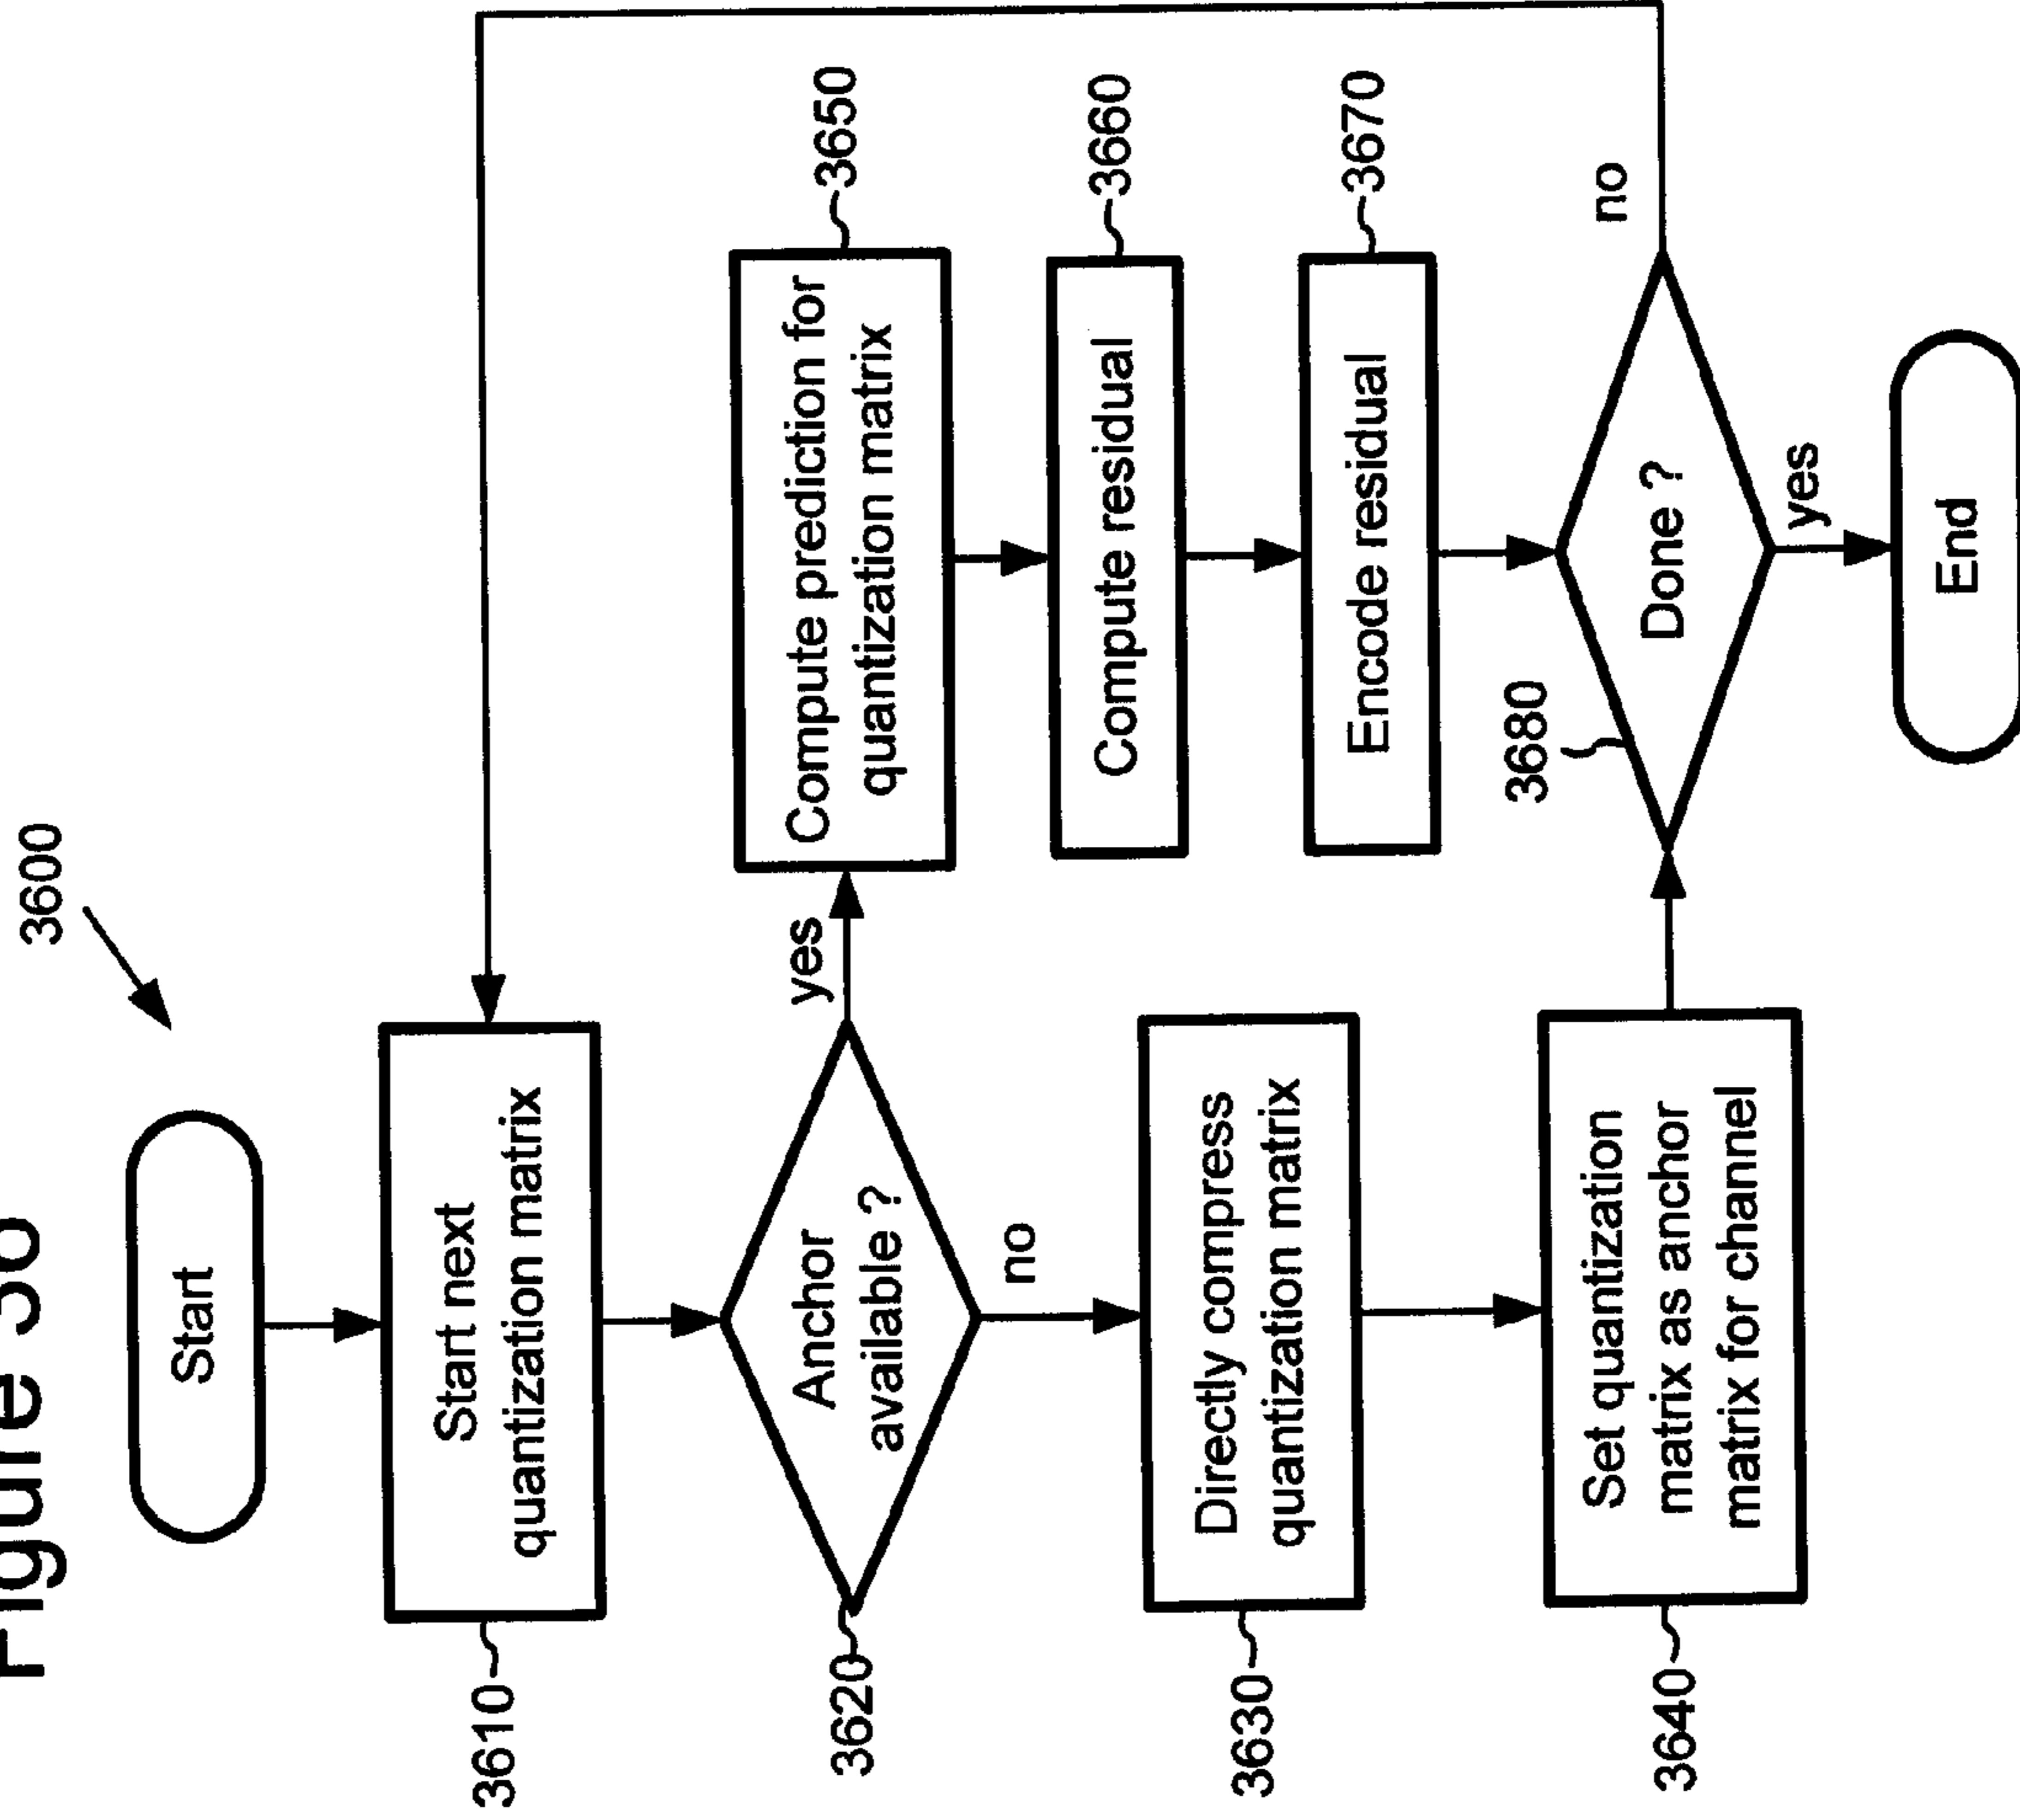 Figure 36
3600
Start
Start next
quantization matrix
3610
Anchor
available ?
3620
yes
no
Compute prediction for
quantization matrix
3650
Compute residual
3660
Encode residual
3670
Directly compress
quantization matrix
3630
Set quantization
matrix as anchor
matrix for channel
3640
3680
Done ?
no
yes
End